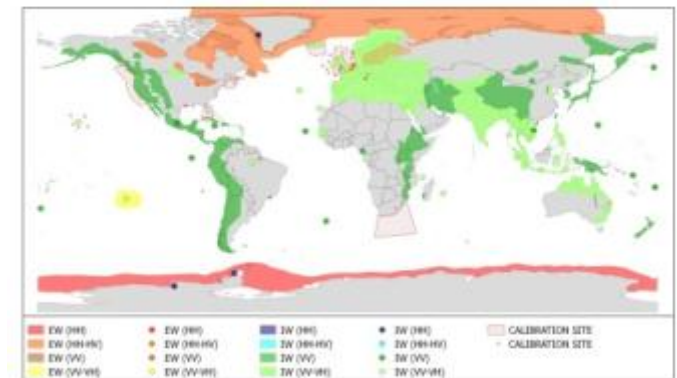 EW (HH) EW (HH) IW (HH) IW (HH) CALIBRATION SITE
EW (HH-HV) EW (HH-HV) IW (HH-HV) IW (HH-HV) CALIBRATION SITE
EW (VV) EW (VV) IW (VV) IW (VV)
EW (VV-VH) EW (VV-VH) IW (VV-VH) IW (VV-VH)